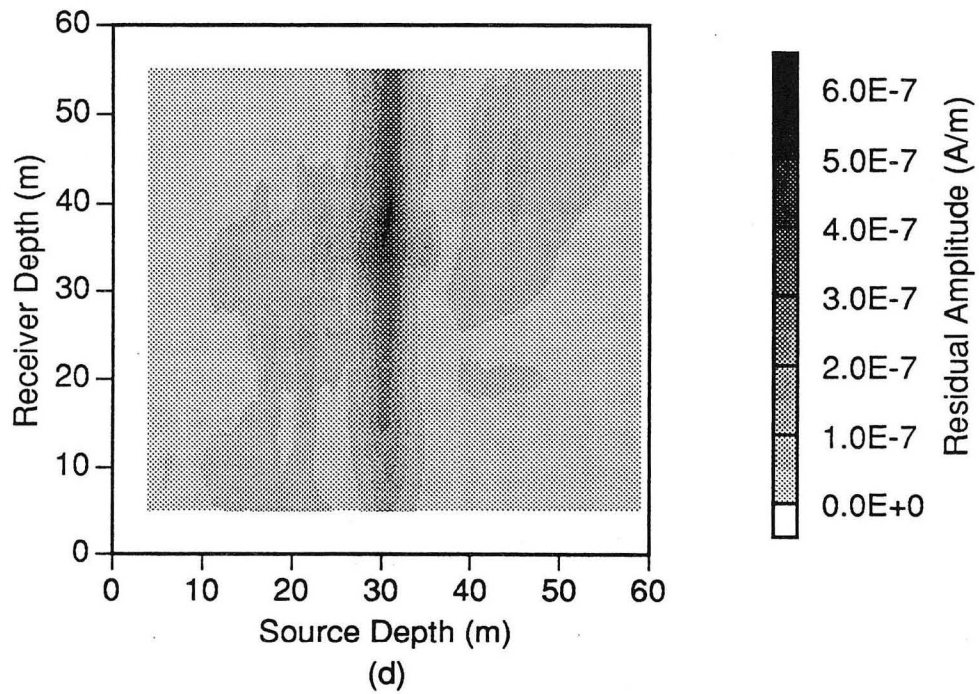 60
50
40
30
20
10
0
Receiver Depth (m)
0 10 20 30 40 50 60
Source Depth (m)
(d)
6.0E-7
5.0E-7
4.0E-7
3.0E-7
2.0E-7
1.0E-7
0.0E+0
Residual Amplitude (A/m)